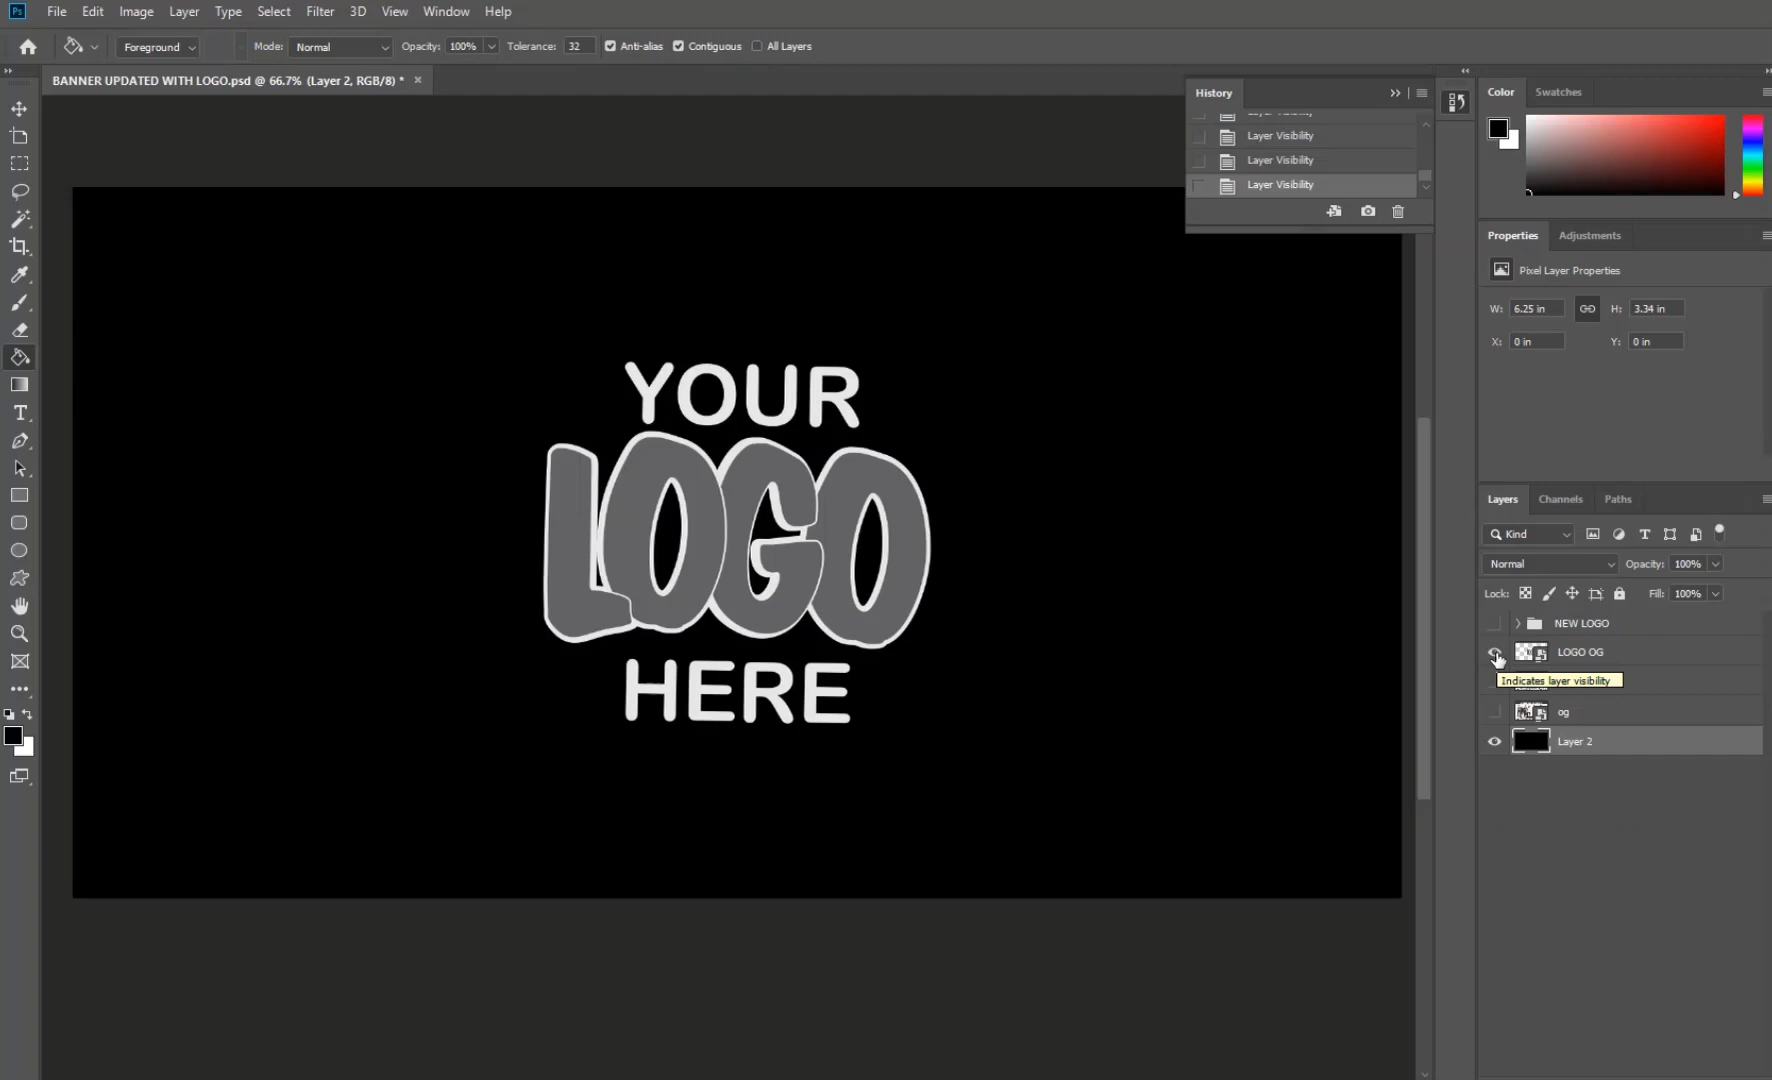 Ps File Edit Image Layer Type Select Filter 3D View Window Help
Foreground Mode: Normal Opacity: 100% Tolerance: 32 Anti-alias Contiguous All Layers
BANNER UPDATED WITH LOGO.psd @ 66.7% (Layer 2, RGB/8) * ×
History
Layer Visibility
Layer Visibility
Layer Visibility
Layer Visibility
Color Swatches
Properties Adjustments
Pixel Layer Properties
W: 6.25 in H: 3.34 in
X: 0 in Y: 0 in
YOUR
LOGO
HERE
Layers Channels Paths
Kind
Normal Opacity: 100%
Lock: Fill: 100%
NEW LOGO
LOGO OG
Indicates layer visibility
og
Layer 2